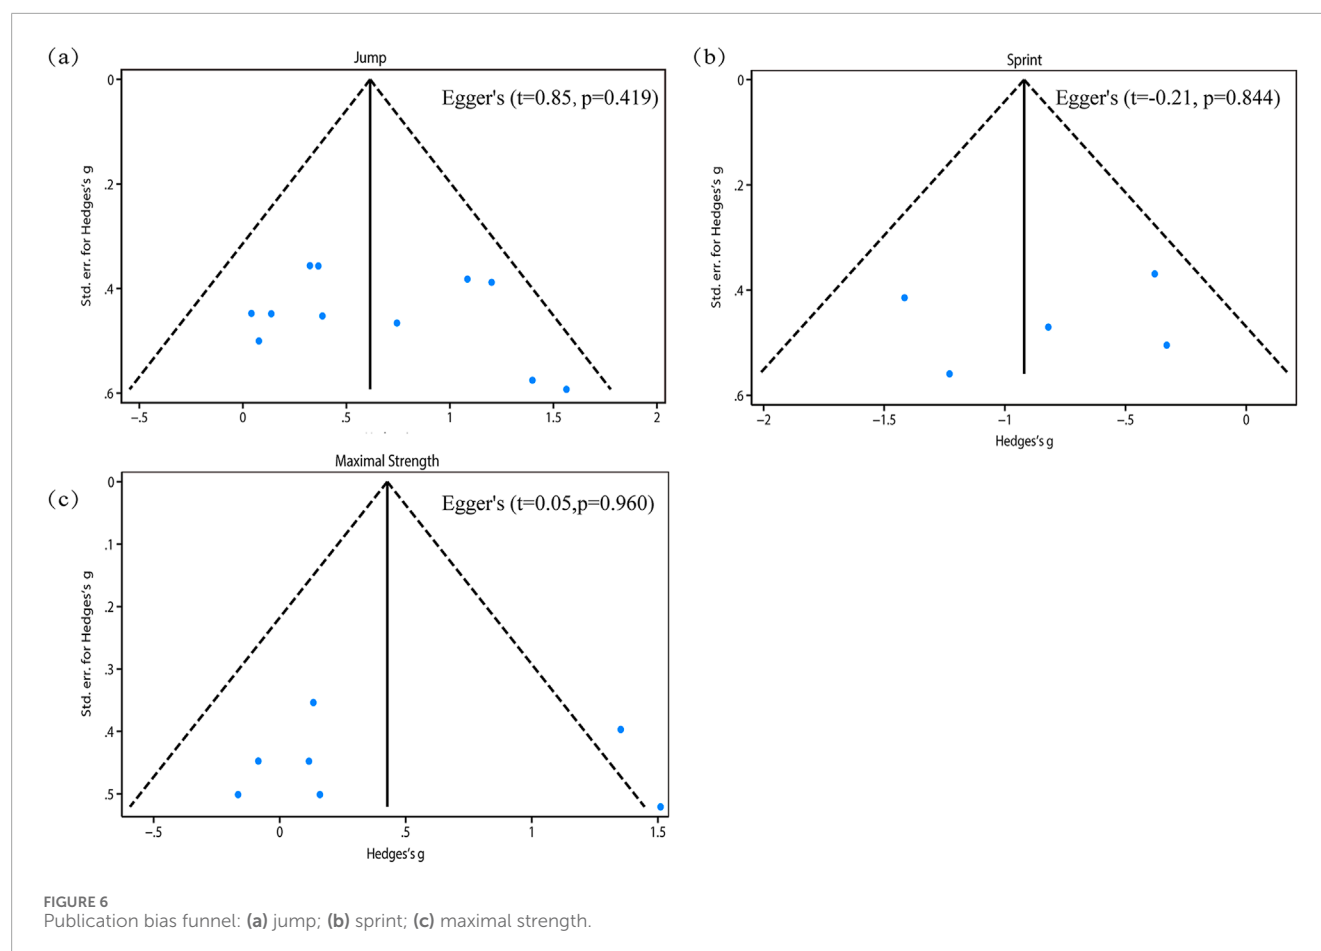 (a)
Jump
Egger's (t=0.85, p=0.419)
Std. err. for Hedges's g
0
.2
.4
.6
-.5
0
.5
1
1.5
2
(b)
Sprint
Egger's (t=-0.21, p=0.844)
Std. err. for Hedges's g
0
.2
.4
.6
-2
-1.5
-1
-.5
0
Hedges's g
(c)
Maximal Strength
Egger's (t=0.05,p=0.960)
Std. err. for Hedges's g
0
.1
.2
.3
.4
.5
-.5
0
.5
1
1.5
Hedges's g
FIGURE 6
Publication bias funnel: (a) jump; (b) sprint; (c) maximal strength.